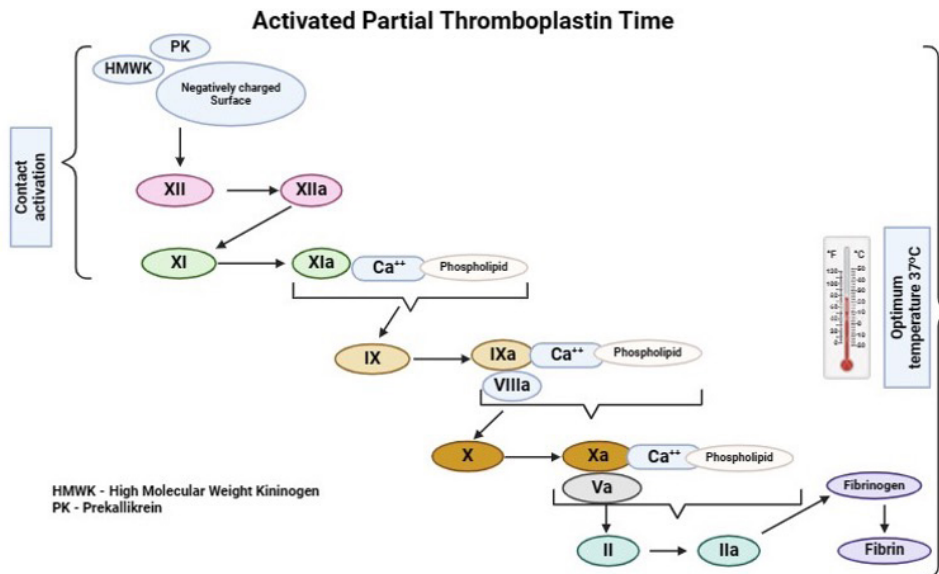 Activated Partial Thromboplastin Time
PK
HMWK
Negatively charged
Surface
Contact
activation
XII
XIIa
XI
XIa
Ca⁺⁺
Phospholipid
°F
°C
Optimum
temperature 37ºC
IX
IXa
Ca⁺⁺
Phospholipid
VIIIa
X
Xa
Ca⁺⁺
Phospholipid
Va
HMWK - High Molecular Weight Kininogen
PK - Prekallikrein
II
IIa
Fibrinogen
Fibrin